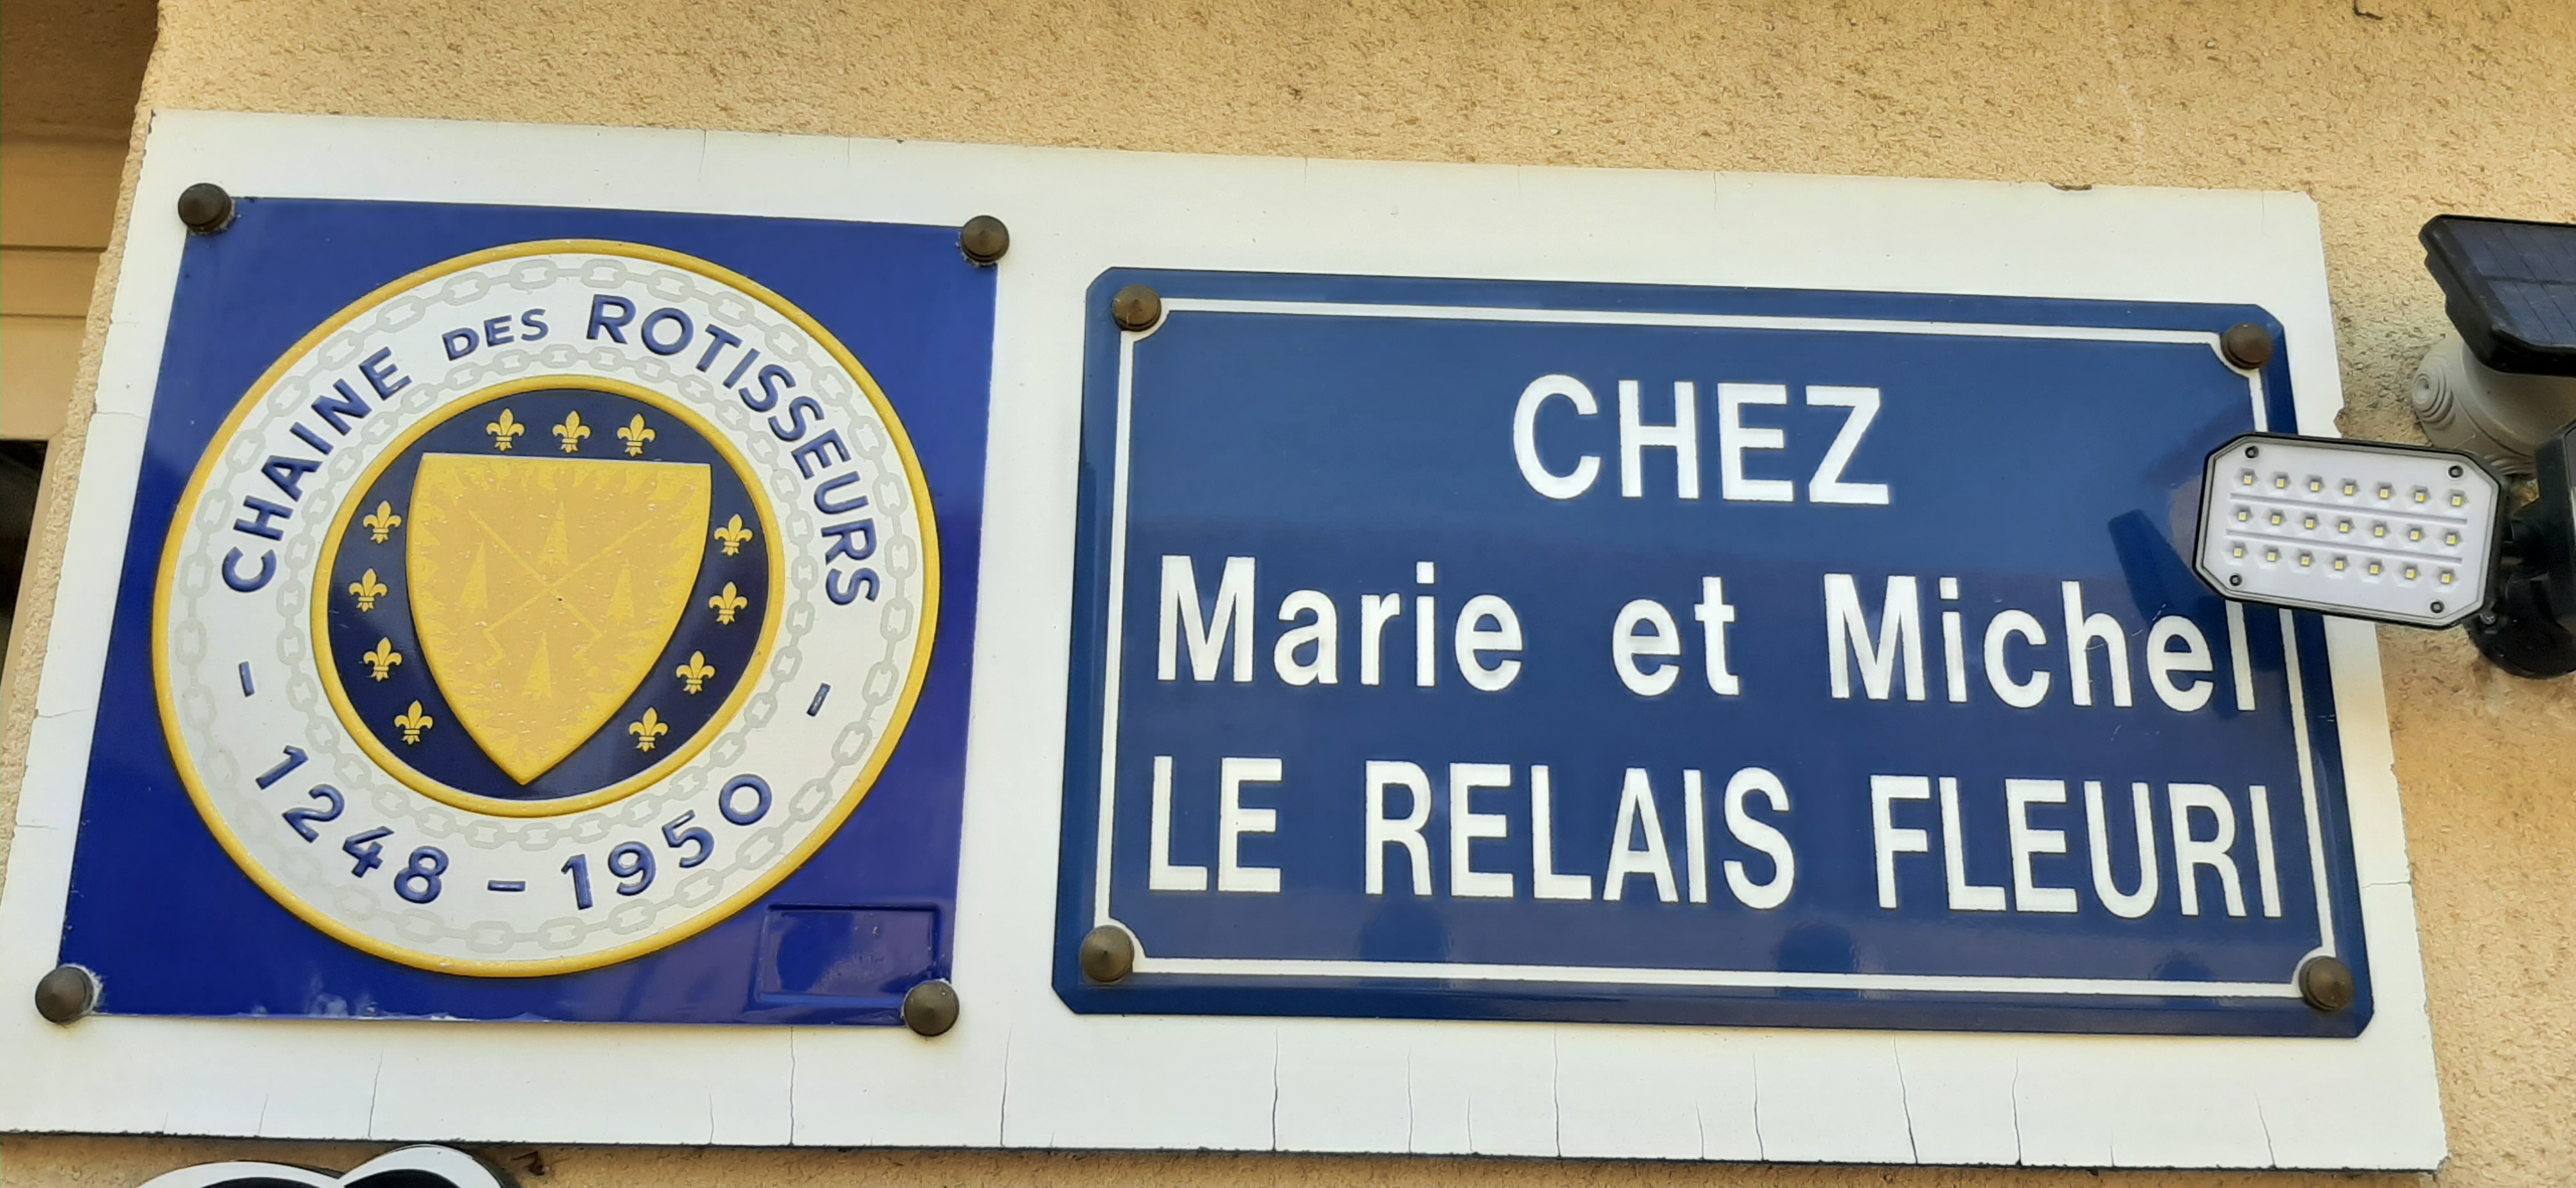 CHAINE DES ROTISSEURS
- 1248 - 1950 -
CHEZ
Marie et Michel
LE RELAIS FLEURI